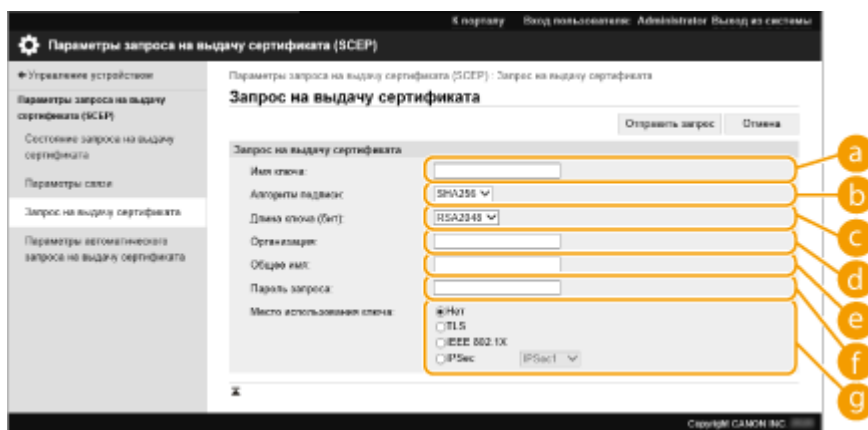 К порталу Вход пользователя: Administrator Выход из системы
Параметры запроса на выдачу сертификата (SCEP)
Управление устройством
Параметры запроса на выдачу сертификата (SCEP) : Запрос на выдачу сертификата
Параметры запроса на выдачу
сертификата (SCEP)
Запрос на выдачу сертификата
Состояние запроса на выдачу
сертификата
Отправить запрос Отмена
Параметры связи
Запрос на выдачу сертификата
Параметры автоматического
запроса на выдачу сертификата
Запрос на выдачу сертификата
Имя ключа: a
Алгоритм подписи: SHA256 b
Длина ключа (бит): RSA2048 c
Организация: d
Общее имя: e
Пароль запроса: f
Место использования ключа: Нет g
TLS
IEEE 802.1X
IPSec IPSec1
Copyright CANON INC.